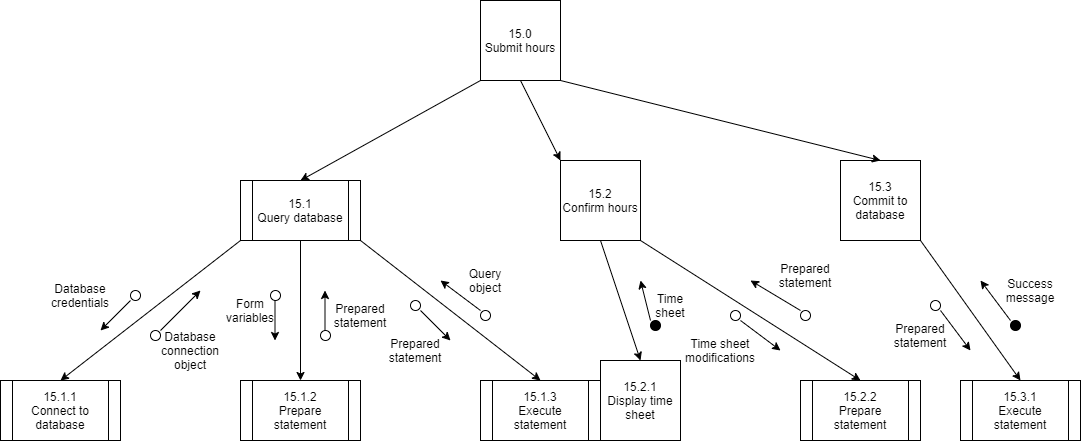 15.0
Submit hours
15.1
Query database
15.2
Confirm hours
15.3
Commit to
database
Database
credentials
Database
connection
object
Form
variables
Prepared
statement
Prepared
statement
Query
object
Time
sheet
Time sheet
modifications
Prepared
statement
Prepared
statement
Success
message
15.1.1
Connect to
database
15.1.2
Prepare
statement
15.1.3
Execute
statement
15.2.1
Display time
sheet
15.2.2
Prepare
statement
15.3.1
Execute
statement